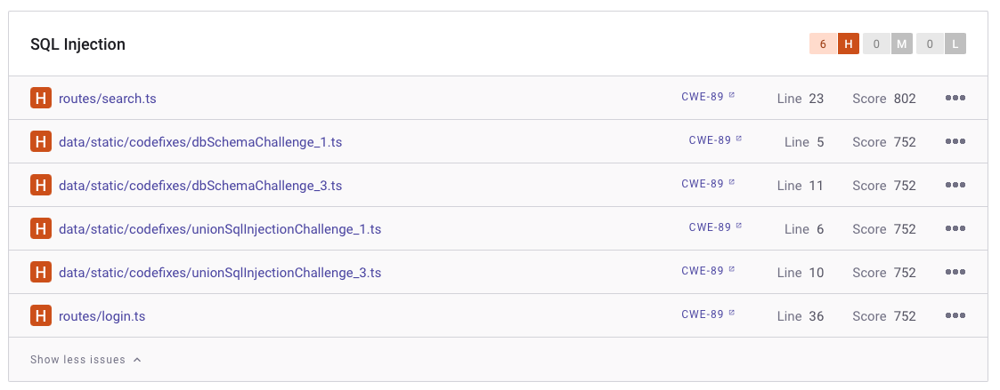 SQL Injection 6 H 0 M 0 L
H routes/search.ts CWE-89 Line 23 Score 802
H data/static/codefixes/dbSchemaChallenge_1.ts CWE-89 Line 5 Score 752
H data/static/codefixes/dbSchemaChallenge_3.ts CWE-89 Line 11 Score 752
H data/static/codefixes/unionSqlInjectionChallenge_1.ts CWE-89 Line 6 Score 752
H data/static/codefixes/unionSqlInjectionChallenge_3.ts CWE-89 Line 10 Score 752
H routes/login.ts CWE-89 Line 36 Score 752
Show less issues